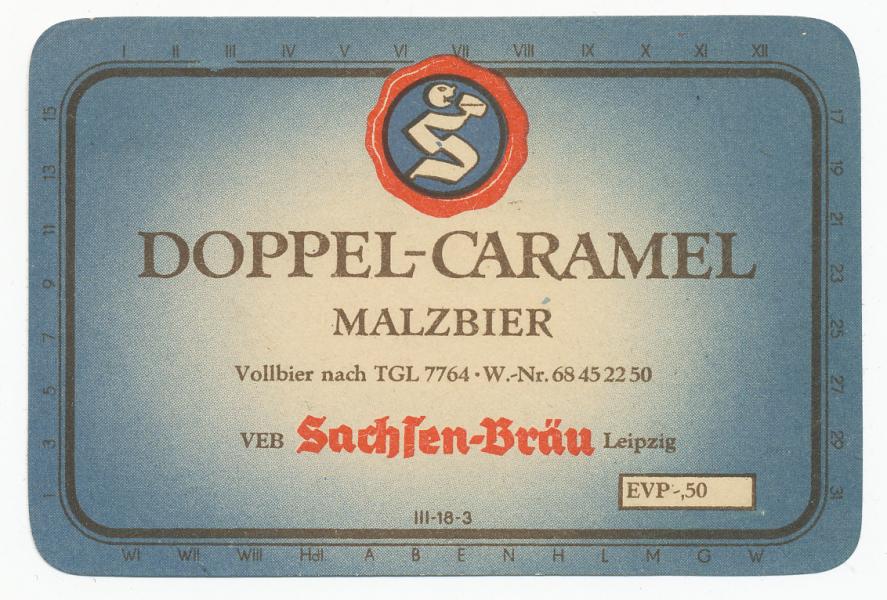 I II III IV V VI VII VIII IX X XI XII
15 13 11 9 7 5 3 1
17 19 21 23 25 27 29 31
DOPPEL-CARAMEL
MALZBIER
Vollbier nach TGL 7764 · W.-Nr. 68 45 22 50
VEB Sachsen-Bräu Leipzig
EVP -,50
III-18-3
WI WII WIII Hdl A B E N H L M G W